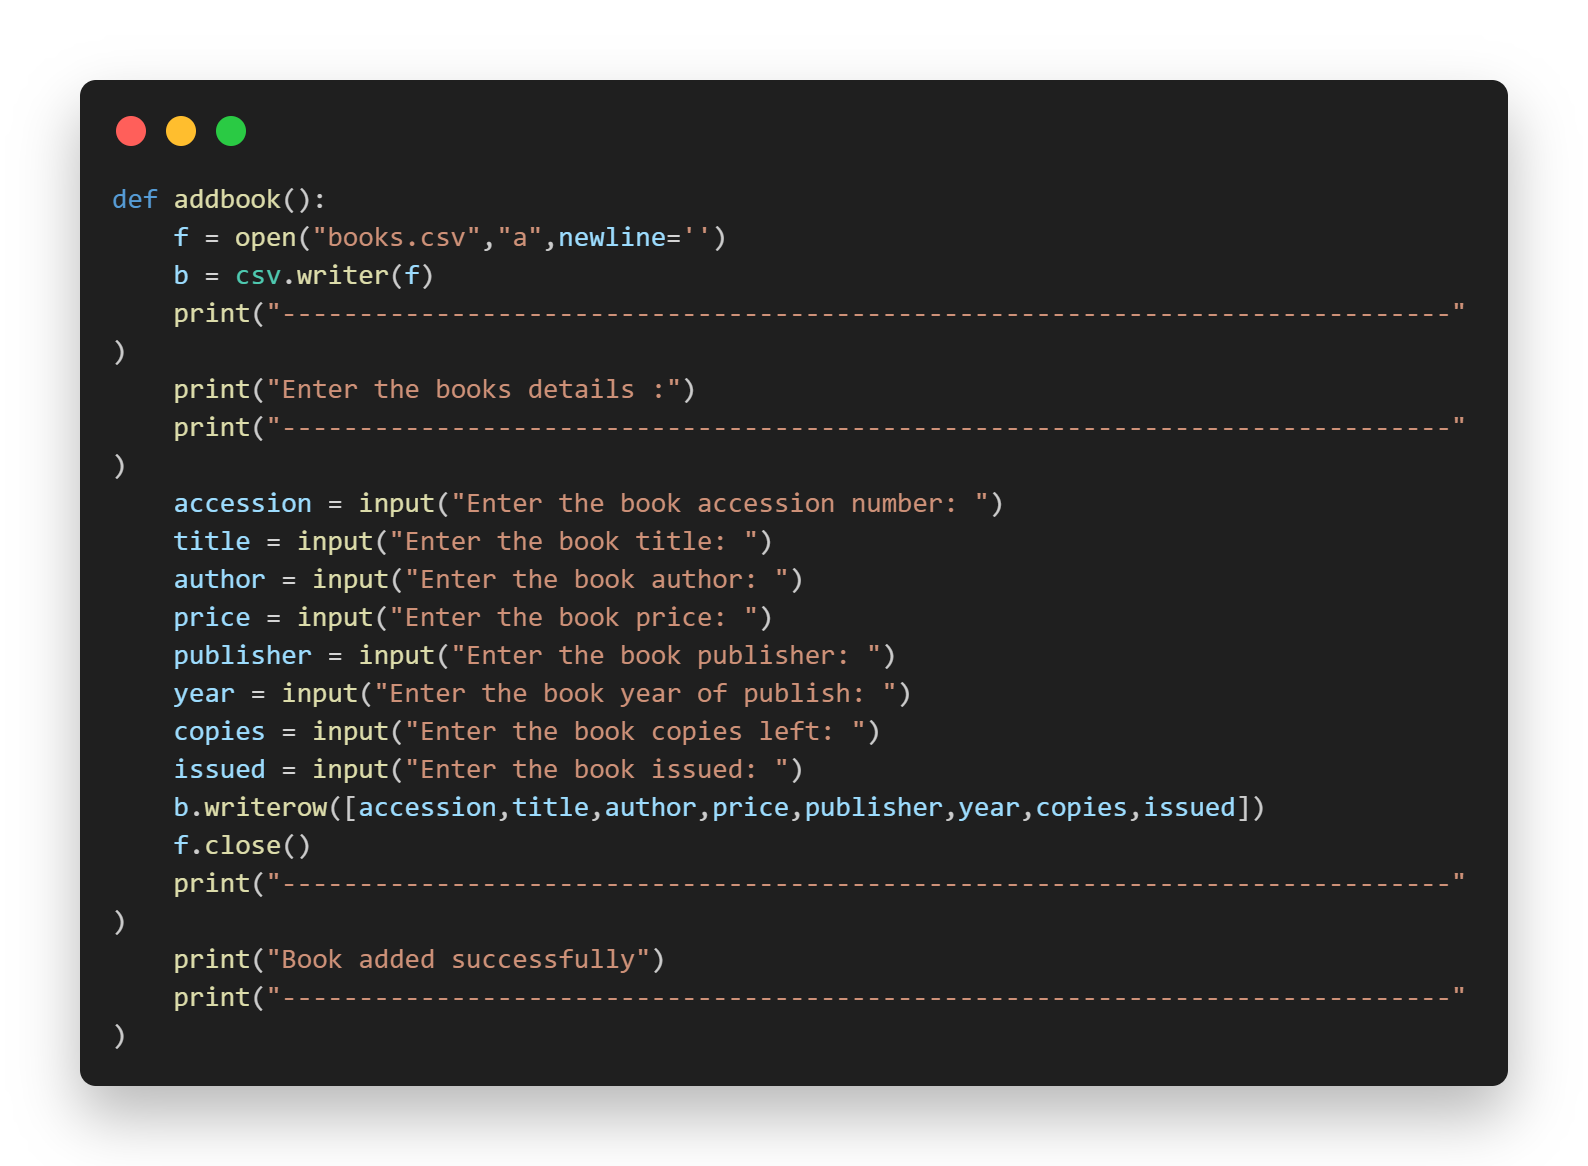 def addbook():
    f = open("books.csv","a",newline='')
    b = csv.writer(f)
    print("----------------------------------------------------------------------------"
)
    print("Enter the books details :")
    print("----------------------------------------------------------------------------"
)
    accession = input("Enter the book accession number: ")
    title = input("Enter the book title: ")
    author = input("Enter the book author: ")
    price = input("Enter the book price: ")
    publisher = input("Enter the book publisher: ")
    year = input("Enter the book year of publish: ")
    copies = input("Enter the book copies left: ")
    issued = input("Enter the book issued: ")
    b.writerow([accession,title,author,price,publisher,year,copies,issued])
    f.close()
    print("----------------------------------------------------------------------------"
)
    print("Book added successfully")
    print("----------------------------------------------------------------------------"
)